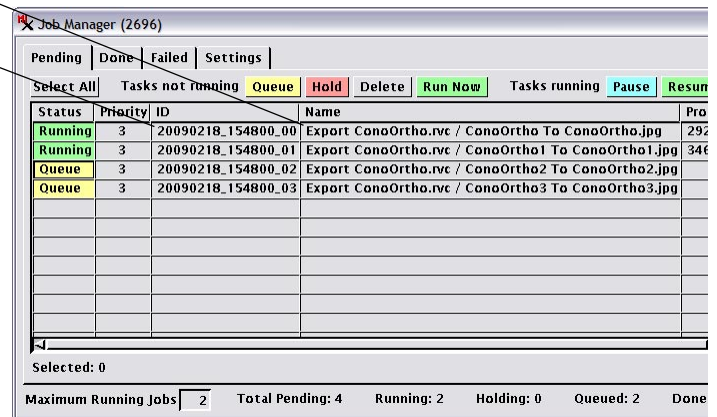 Job Manager (2696)
Pending Done Failed Settings
Select All Tasks not running Queue Hold Delete Run Now Tasks running Pause Resum
Status Priority ID Name Pro
Running 3 20090218_154800_00 Export ConoOrtho.rvc / ConoOrtho To ConoOrtho.jpg 292
Running 3 20090218_154800_01 Export ConoOrtho.rvc / ConoOrtho1 To ConoOrtho1.jpg 346
Queue 3 20090218_154800_02 Export ConoOrtho.rvc / ConoOrtho2 To ConoOrtho2.jpg
Queue 3 20090218_154800_03 Export ConoOrtho.rvc / ConoOrtho3 To ConoOrtho3.jpg
Selected: 0
Maximum Running Jobs 2 Total Pending: 4 Running: 2 Holding: 0 Queued: 2 Done